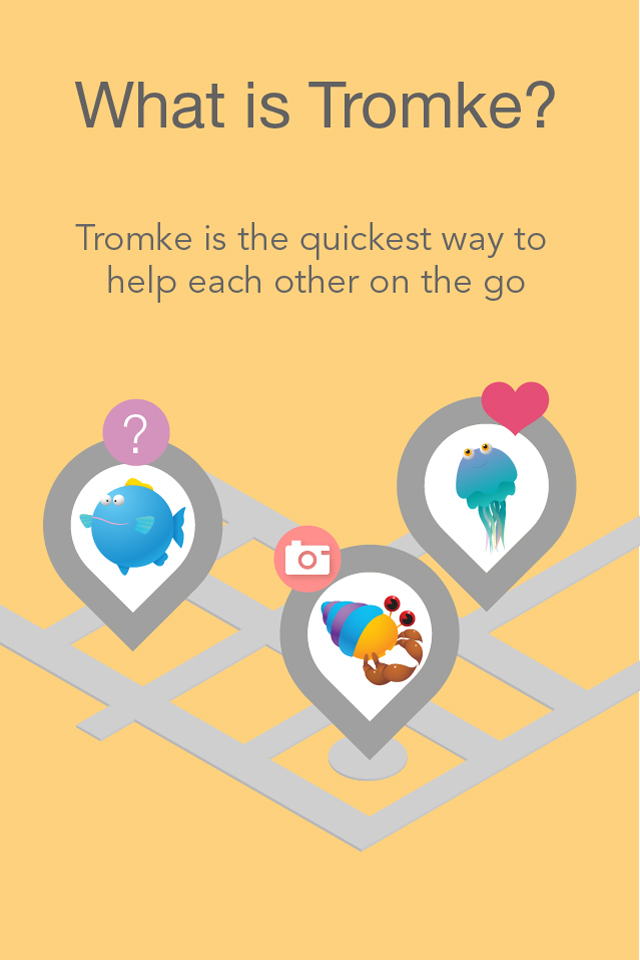 What is Tromke?
Tromke is the quickest way to
help each other on the go
?